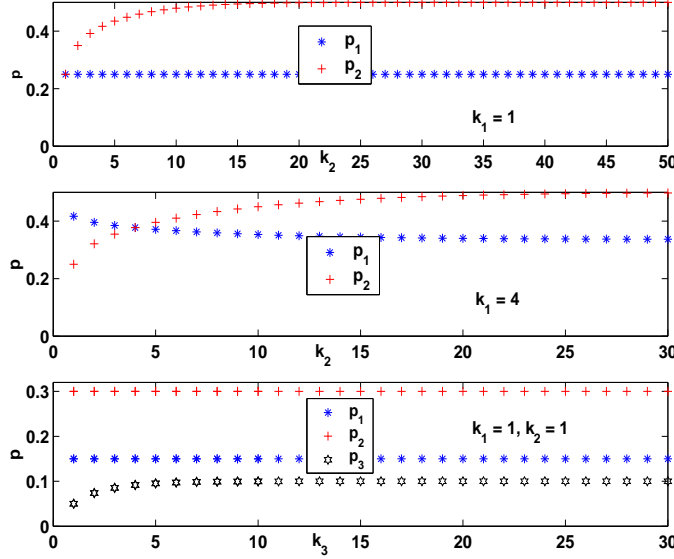 0.4
0.2
0
p
p₁
p₂
k₁ = 1
0 5 10 15 20 25 30 35 40 45 50
k₂
0.4
0.2
0
p
p₁
p₂
k₁ = 4
0 5 10 15 20 25 30
k₂
0.3
0.2
0.1
0
p
p₁
p₂
p₃
k₁ = 1, k₂ = 1
0 5 10 15 20 25 30
k₃